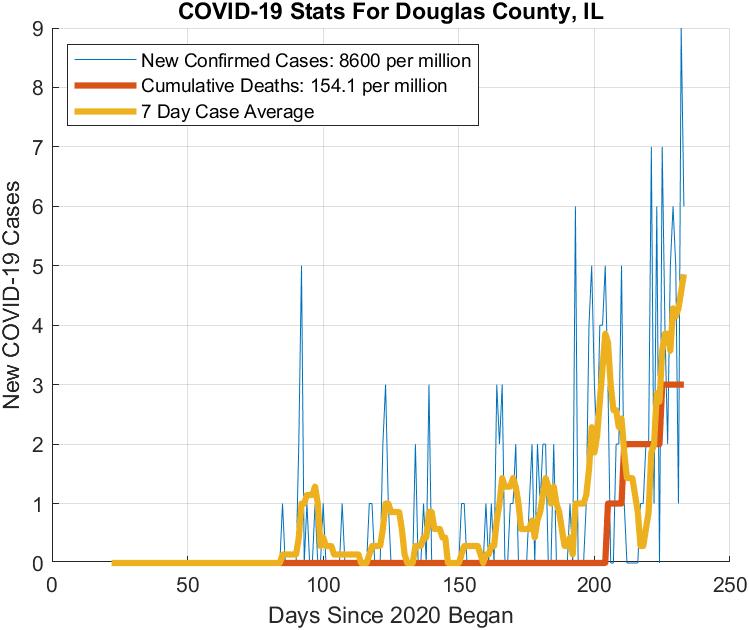 COVID-19 Stats For Douglas County, IL
New Confirmed Cases: 8600 per million
Cumulative Deaths: 154.1 per million
7 Day Case Average
New COVID-19 Cases
9
8
7
6
5
4
3
2
1
0
0 50 100 150 200 250
Days Since 2020 Began